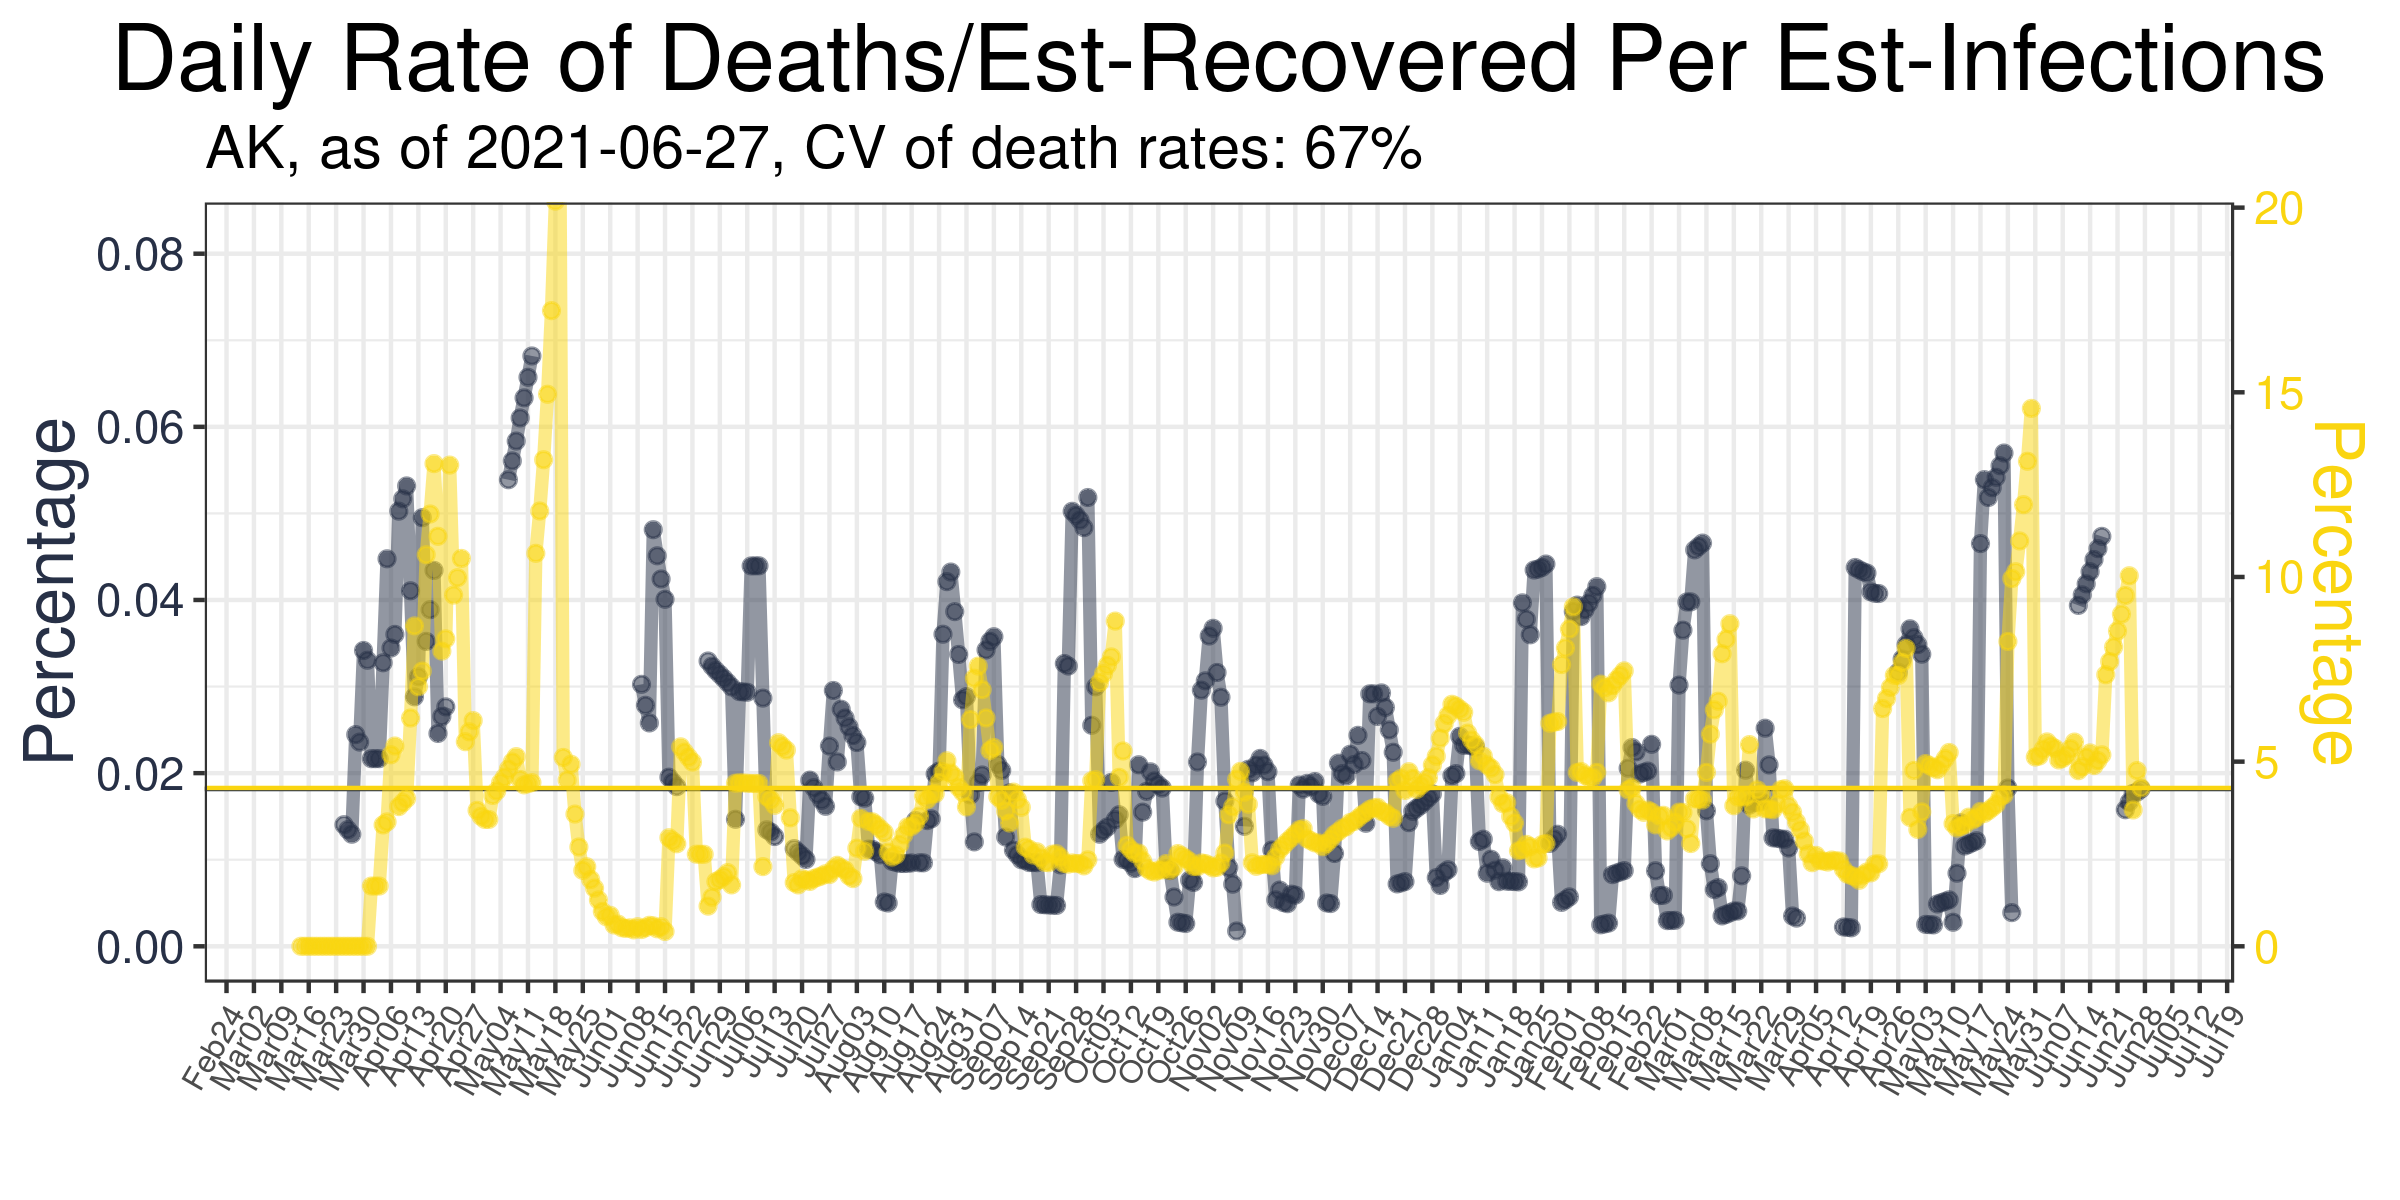 Daily Rate of Deaths/Est-Recovered Per Est-Infections
AK, as of 2021-06-27, CV of death rates: 67%
Percentage
0.08
0.06
0.04
0.02
0.00
20
15
10
5
0
Percentage
Feb24
Mar02
Mar09
Mar16
Mar23
Mar30
Apr06
Apr13
Apr20
Apr27
May04
May11
May18
May25
Jun01
Jun08
Jun15
Jun22
Jun29
Jul06
Jul13
Jul20
Jul27
Aug03
Aug10
Aug17
Aug24
Aug31
Sep07
Sep14
Sep21
Sep28
Oct05
Oct12
Oct19
Oct26
Nov02
Nov09
Nov16
Nov23
Nov30
Dec07
Dec14
Dec21
Dec28
Jan04
Jan11
Jan18
Jan25
Feb01
Feb08
Feb15
Feb22
Mar01
Mar08
Mar15
Mar22
Mar29
Apr05
Apr12
Apr19
Apr26
May03
May10
May17
May24
May31
Jun07
Jun14
Jun21
Jun28
Jul05
Jul12
Jul19